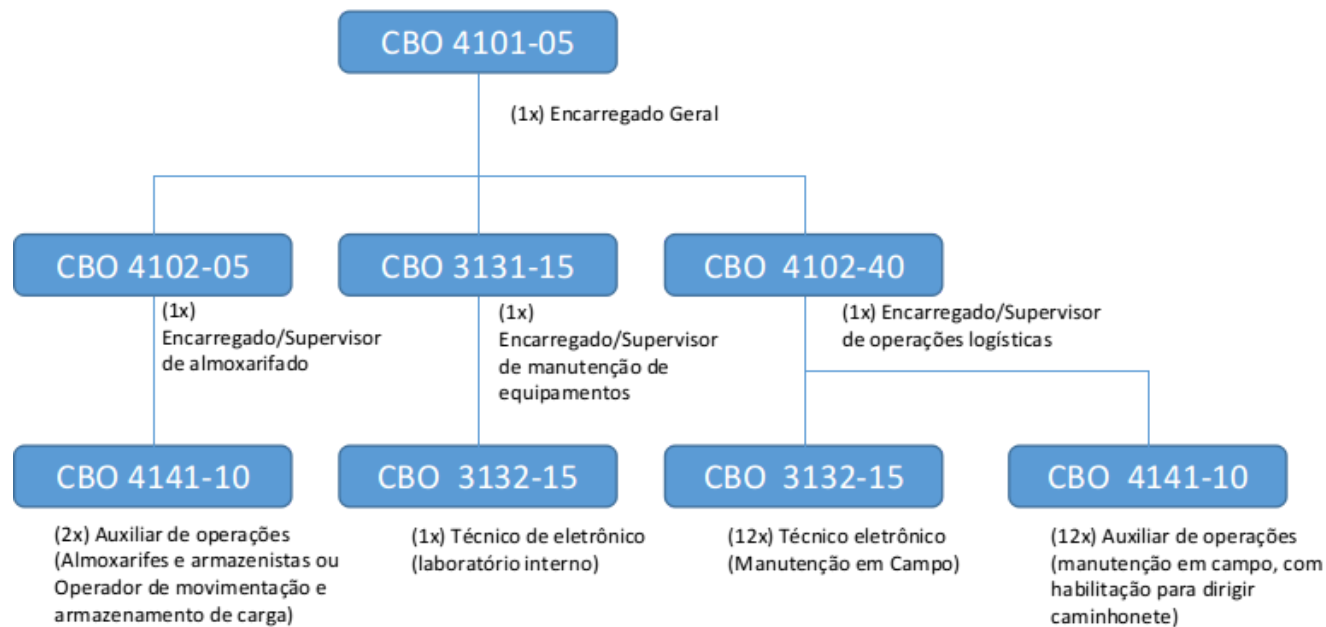 CBO 4101-05
(1x) Encarregado Geral
CBO 4102-05
(1x)
Encarregado/Supervisor
de almoxarifado
CBO 3131-15
(1x)
Encarregado/Supervisor
de manutenção de
equipamentos
CBO 4102-40
(1x) Encarregado/Supervisor
de operações logísticas
CBO 4141-10
(2x) Auxiliar de operações
(Almoxarifes e armazenistas ou
Operador de movimentação e
armazenamento de carga)
CBO 3132-15
(1x) Técnico de eletrônico
(laboratório interno)
CBO 3132-15
(12x) Técnico eletrônico
(Manutenção em Campo)
CBO 4141-10
(12x) Auxiliar de operações
(manutenção em campo, com
habilitação para dirigir
caminhonete)